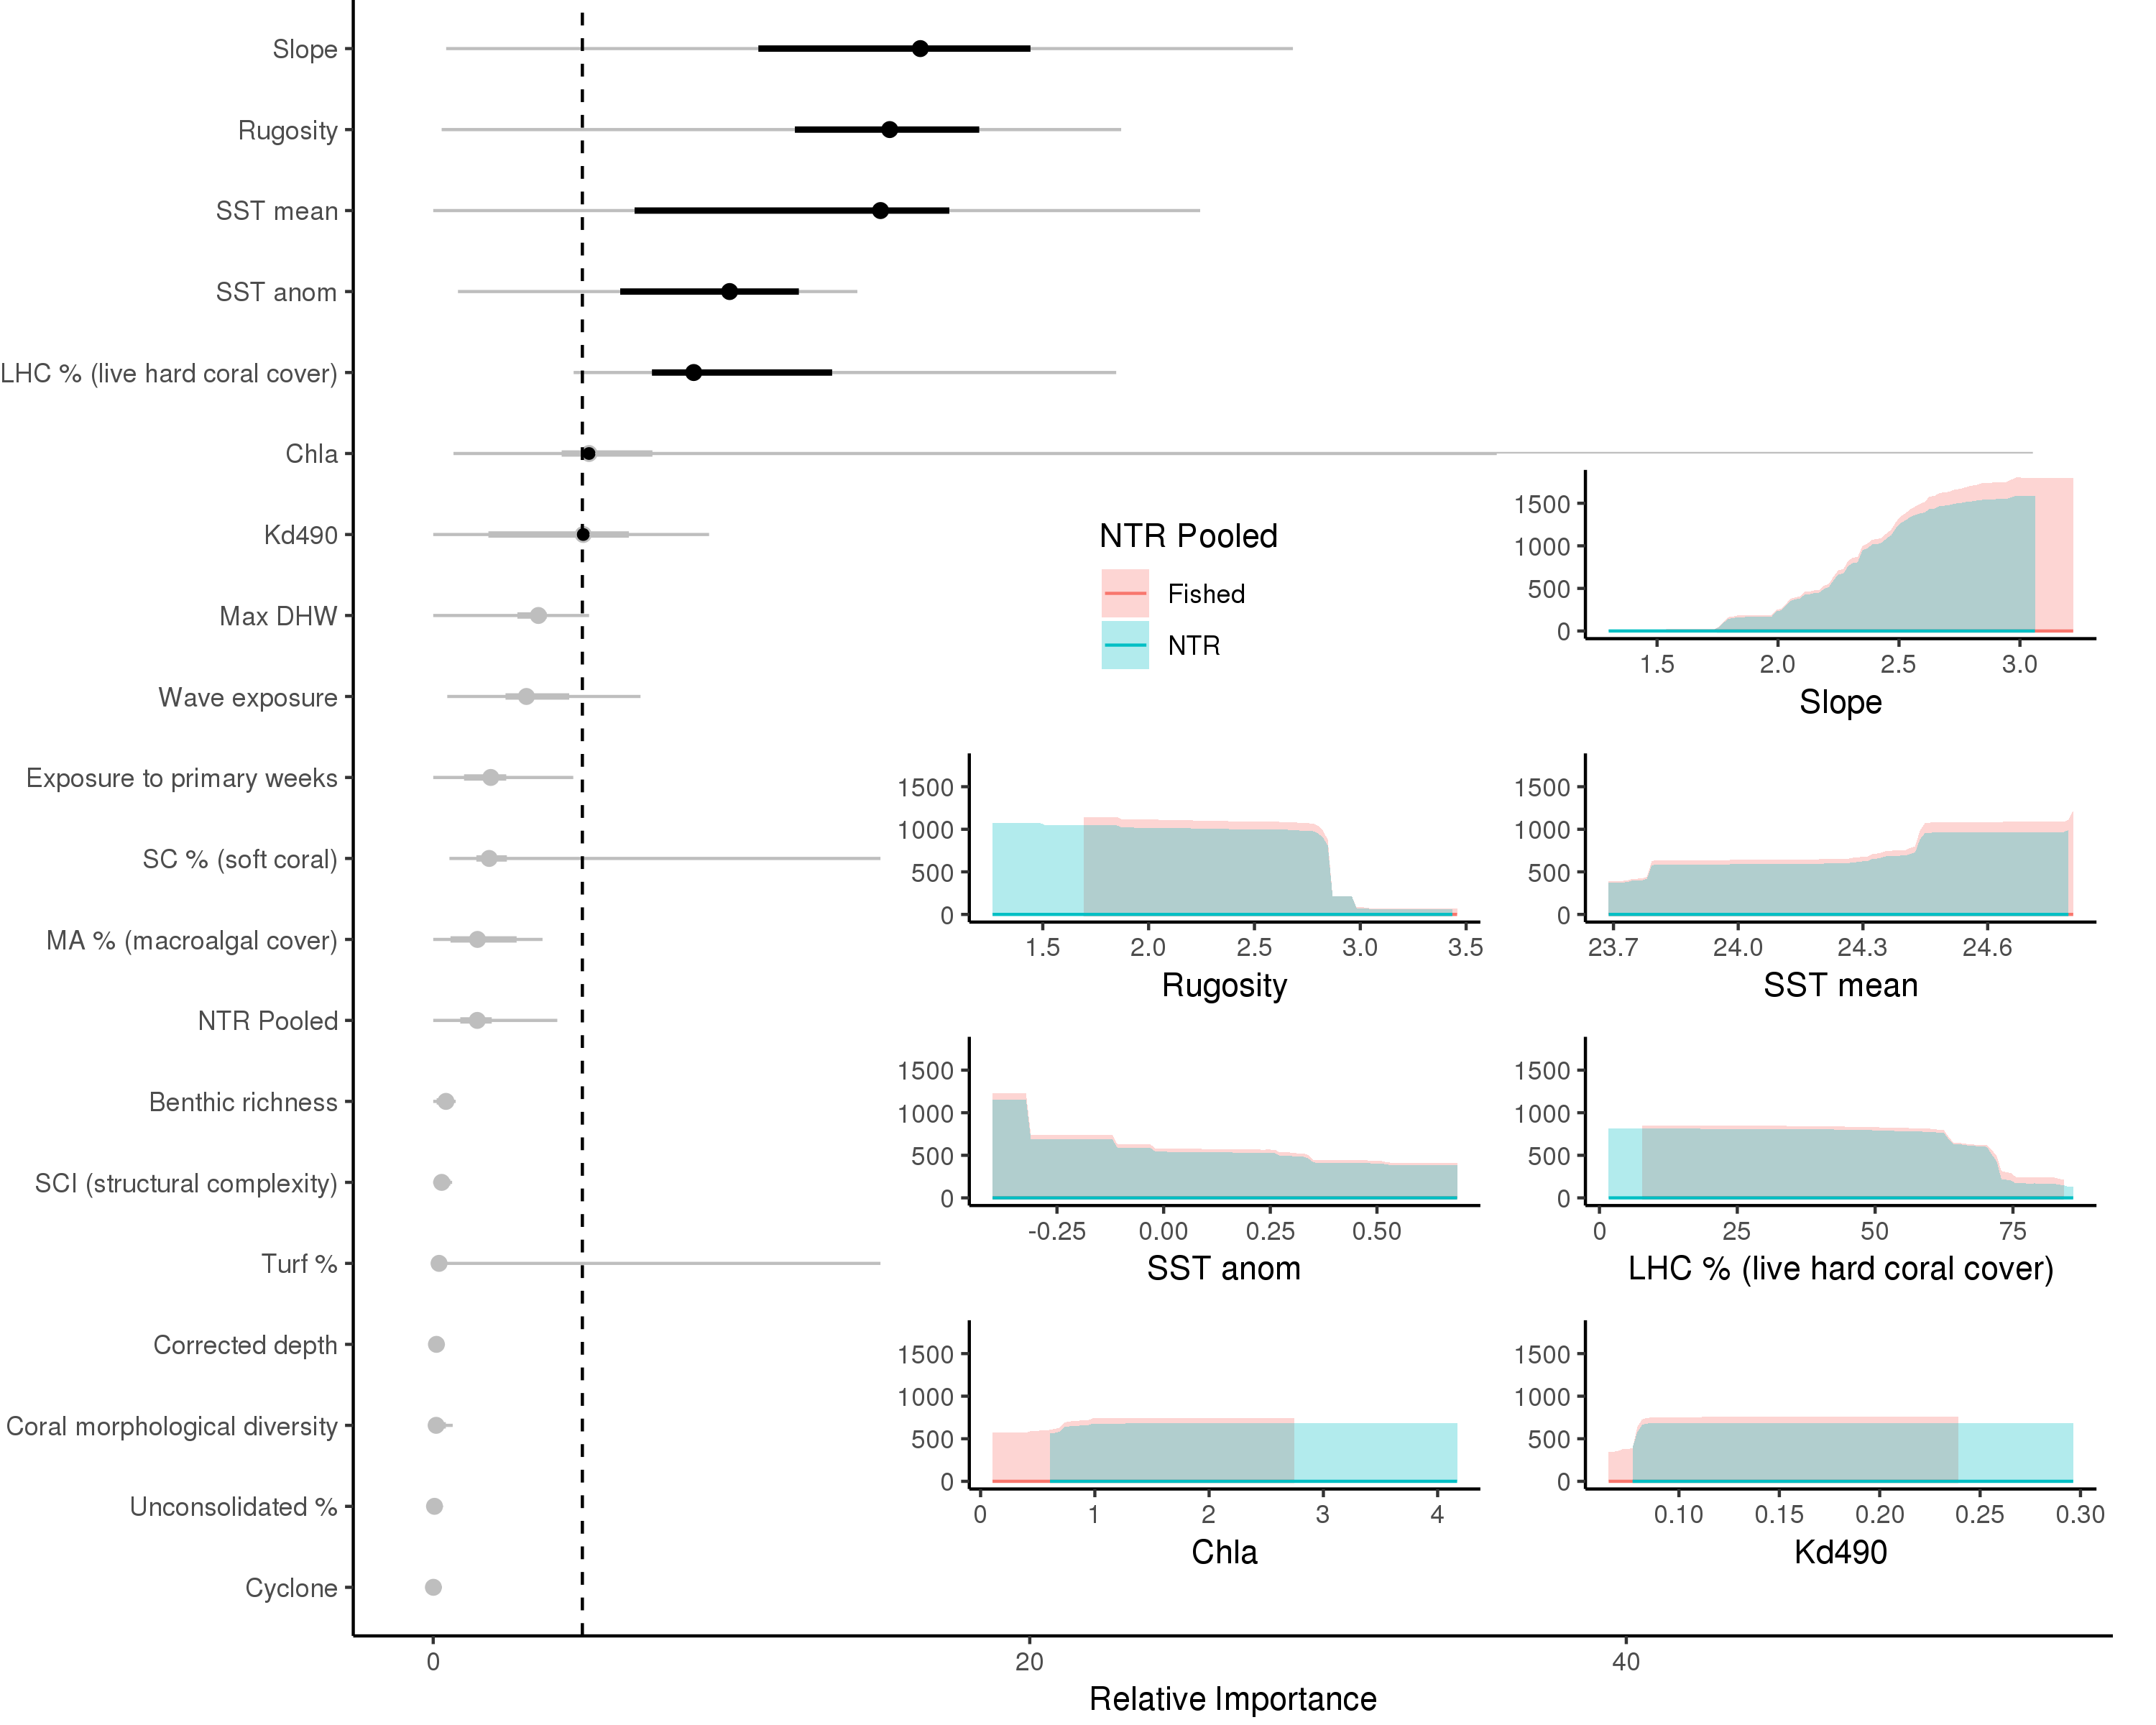 Slope
Rugosity
SST mean
SST anom
LHC % (live hard coral cover)
Chla
Kd490
Max DHW
Wave exposure
Exposure to primary weeks
SC % (soft coral)
MA % (macroalgal cover)
NTR Pooled
Benthic richness
SCI (structural complexity)
Turf %
Corrected depth
Coral morphological diversity
Unconsolidated %
Cyclone
0 20 40
Relative Importance
NTR Pooled
Fished
NTR
1500
1000
500
0
1.5 2.0 2.5 3.0
Slope
1500
1000
500
0
1.5 2.0 2.5 3.0 3.5
Rugosity
1500
1000
500
0
23.7 24.0 24.3 24.6
SST mean
1500
1000
500
0
-0.25 0.00 0.25 0.50
SST anom
1500
1000
500
0
0 25 50 75
LHC % (live hard coral cover)
1500
1000
500
0
0 1 2 3 4
Chla
1500
1000
500
0
0.10 0.15 0.20 0.25 0.30
Kd490